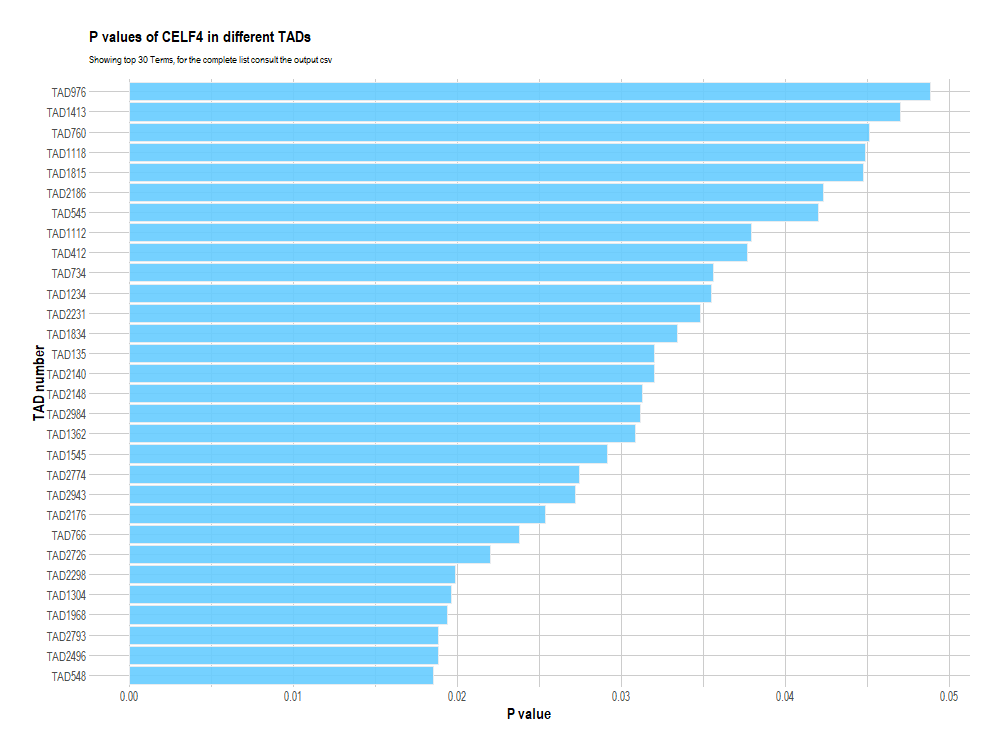 P values of CELF4 in different TADs
Showing top 30 Terms, for the complete list consult the output csv
TAD number
TAD976
TAD1413
TAD760
TAD1118
TAD1815
TAD2186
TAD545
TAD1112
TAD412
TAD734
TAD1234
TAD2231
TAD1834
TAD135
TAD2140
TAD2148
TAD2984
TAD1362
TAD1545
TAD2774
TAD2943
TAD2176
TAD766
TAD2726
TAD2298
TAD1304
TAD1968
TAD2793
TAD2496
TAD548
0.00 0.01 0.02 0.03 0.04 0.05
P value